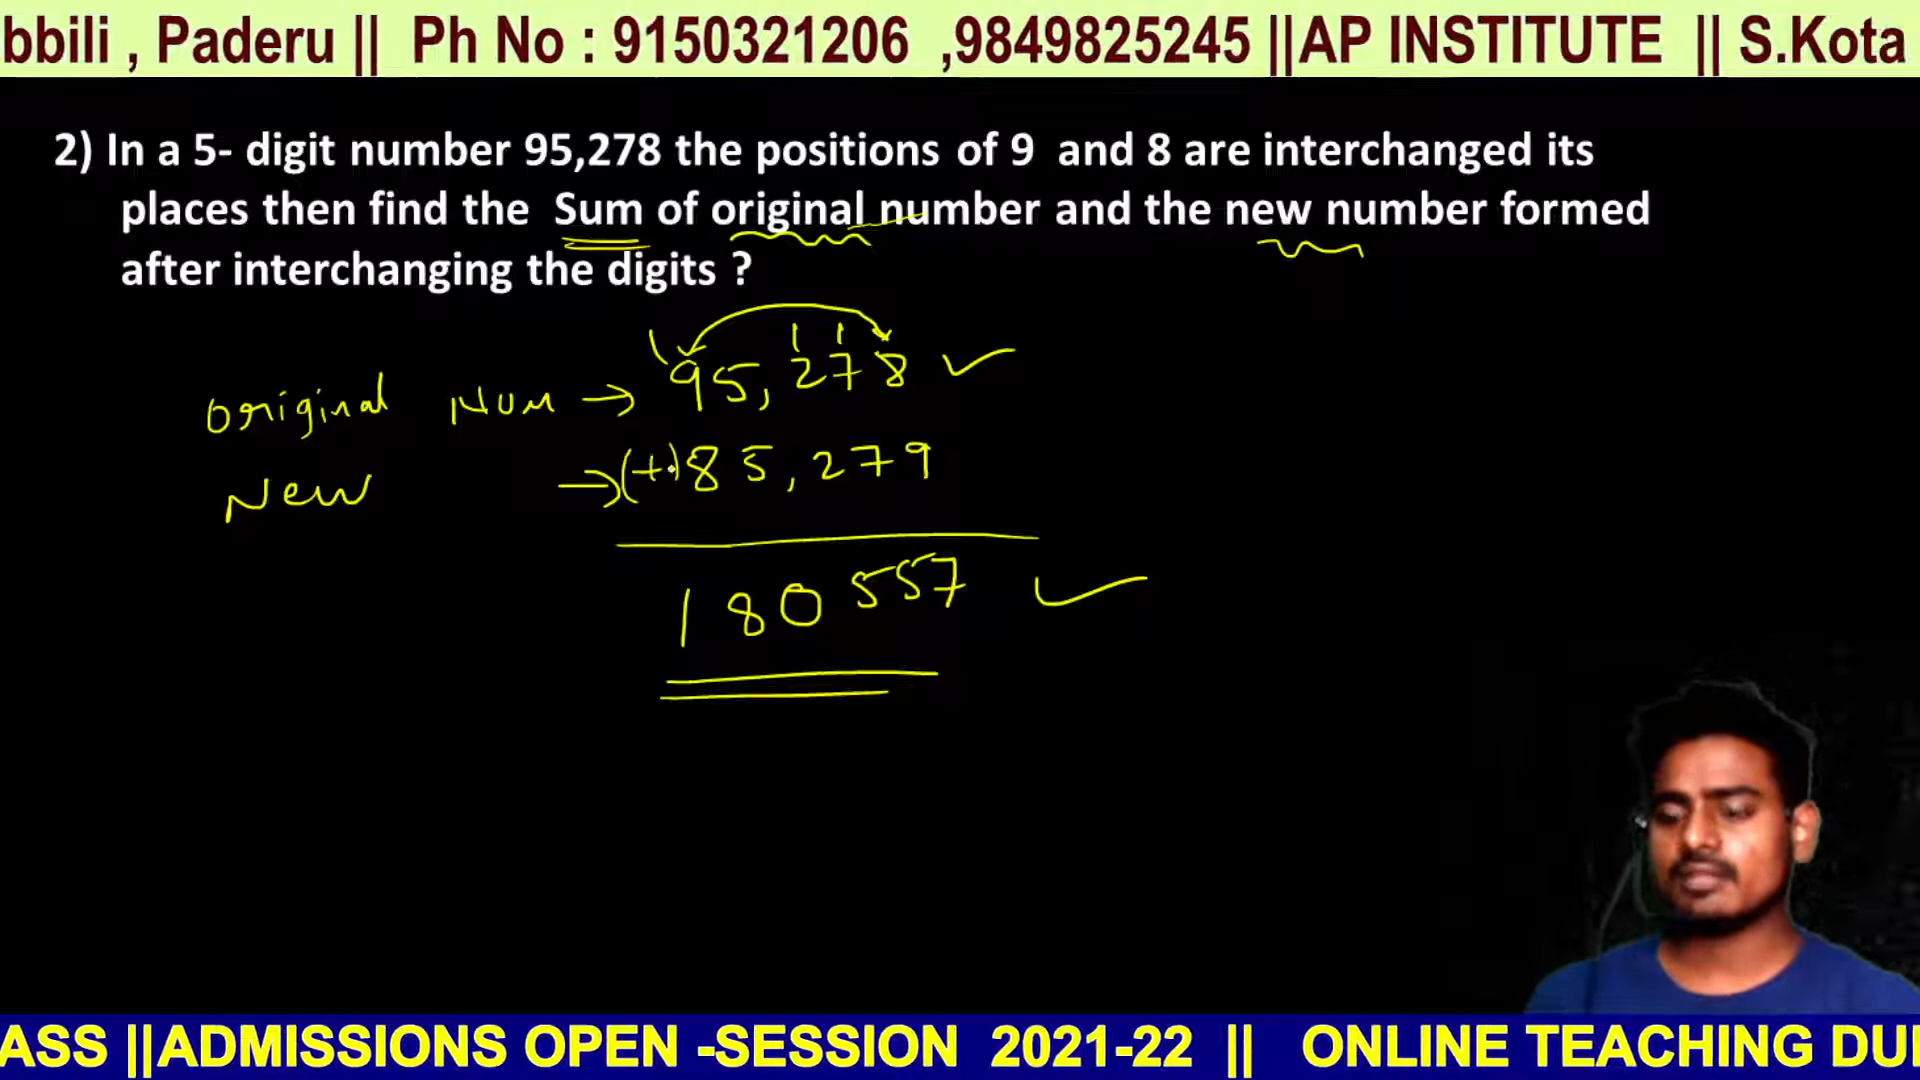 bbili , Paderu || Ph No : 9150321206 ,9849825245 ||AP INSTITUTE || S.Kota
2) In a 5- digit number 95,278 the positions of 9 and 8 are interchanged its
places then find the Sum of original number and the new number formed
after interchanging the digits ?
1 1 1
Original Num → 95,278 ✓
New → (+) 85,279
180557 ✓
ASS ||ADMISSIONS OPEN -SESSION 2021-22 || ONLINE TEACHING DU